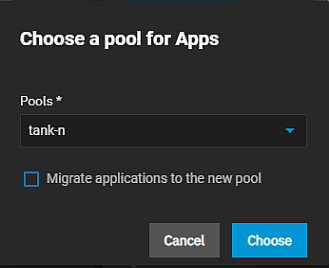 Choose a pool for Apps
Pools *
tank-n
Migrate applications to the new pool
Cancel
Choose